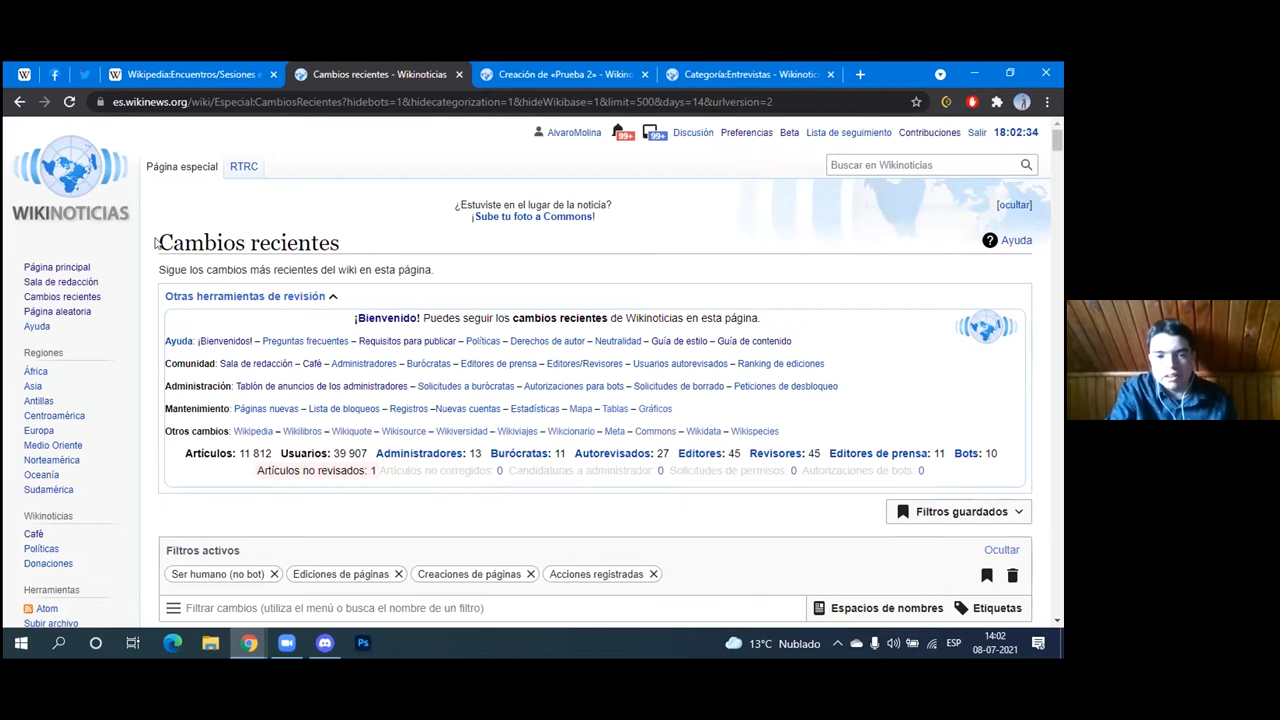 Wikipedia:Encuentros/Sesiones e
Cambios recientes - Wikinoticias
Creación de «Prueba 2» - Wikino
Categoría:Entrevistas - Wikinotic
es.wikinews.org/wiki/Especial:CambiosRecientes?hidebots=1&hidecategorization=1&hideWikibase=1&limit=500&days=14&urlversion=2
AlvaroMolina 99+ 99+ Discusión Preferencias Beta Lista de seguimiento Contribuciones Salir 18:02:34
Página especial RTRC
Buscar en Wikinoticias
WIKINOTICIAS
¿Estuviste en el lugar de la noticia? [ocultar]
¡Sube tu foto a Commons!
Cambios recientes
Ayuda
Sigue los cambios más recientes del wiki en esta página.
Otras herramientas de revisión
¡Bienvenido! Puedes seguir los cambios recientes de Wikinoticias en esta página.
Ayuda: ¡Bienvenidos! – Preguntas frecuentes – Requisitos para publicar – Políticas – Derechos de autor – Neutralidad – Guía de estilo – Guía de contenido
Comunidad: Sala de redacción – Café – Administradores – Burócratas – Editores de prensa – Editores/Revisores – Usuarios autorevisados – Ranking de ediciones
Administración: Tablón de anuncios de los administradores – Solicitudes a burócratas – Autorizaciones para bots – Solicitudes de borrado – Peticiones de desbloqueo
Mantenimiento: Páginas nuevas – Lista de bloqueos – Registros –Nuevas cuentas – Estadísticas – Mapa – Tablas – Gráficos
Otros cambios: Wikipedia – Wikilibros – Wikiquote – Wikisource – Wikiversidad – Wikiviajes – Wikcionario – Meta – Commons – Wikidata – Wikispecies
Artículos: 11 812 Usuarios: 39 907 Administradores: 13 Burócratas: 11 Autorevisados: 27 Editores: 45 Revisores: 45 Editores de prensa: 11 Bots: 10
Artículos no revisados: 1 Artículos no corregidos: 0 Candidaturas a administrador: 0 Solicitudes de permisos: 0 Autorizaciones de bots: 0
Filtros guardados
Filtros activos
Ocultar
Ser humano (no bot) Ediciones de páginas Creaciones de páginas Acciones registradas
Filtrar cambios (utiliza el menú o busca el nombre de un filtro)
Espacios de nombres Etiquetas
Página principal
Sala de redacción
Cambios recientes
Página aleatoria
Ayuda
Regiones
África
Asia
Antillas
Centroamérica
Europa
Medio Oriente
Norteamérica
Oceanía
Sudamérica
Wikinoticias
Café
Políticas
Donaciones
Herramientas
Atom
Subir archivo
13°C Nublado
ESP
14:02
08-07-2021